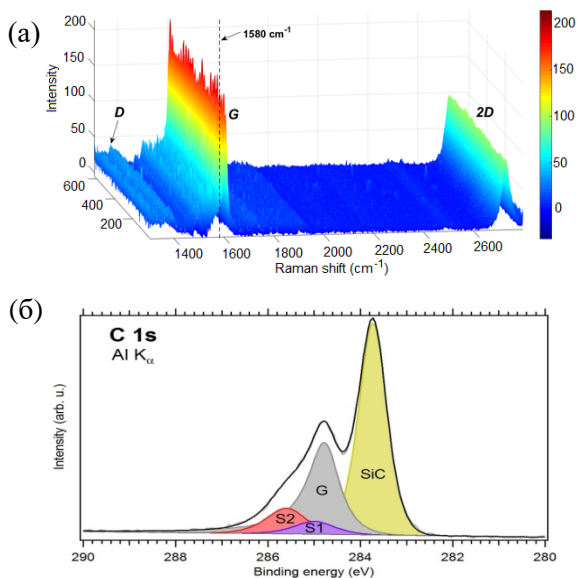 (а)
200
150
100
50
0
Intensity
600
400
200
D
G
1580 cm⁻¹
2D
1400 1600 1800 2000 2200 2400 2600
Raman shift (cm⁻¹)
200
150
100
50
0
(б)
C 1s
Al Kα
Intensity (arb. u.)
S2
S1
G
SiC
290 288 286 284 282 280
Binding energy (eV)